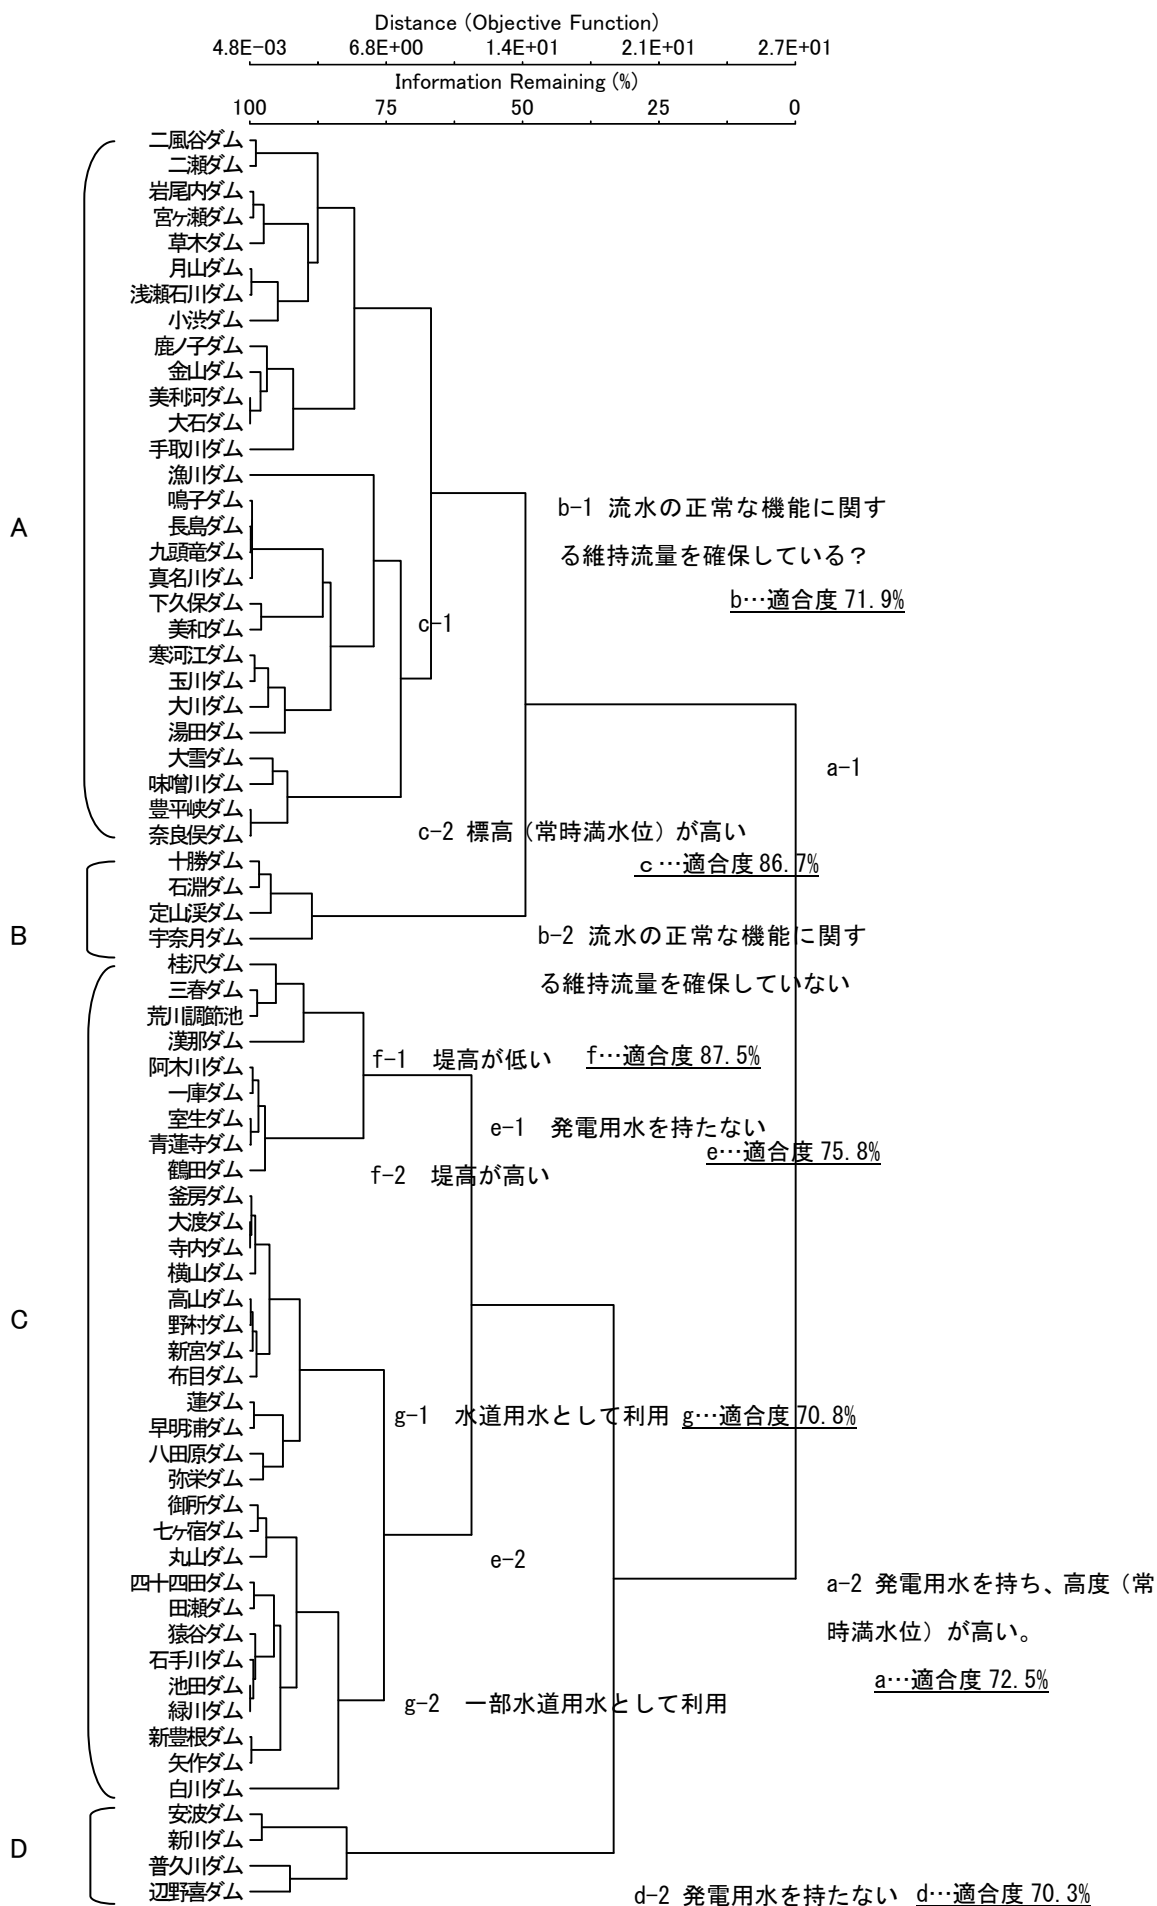 Distance (Objective Function)
4.8E-03 6.8E+00 1.4E+01 2.1E+01 2.7E+01
Information Remaining (%)
100 75 50 25 0
二風谷ダム
二瀬ダム
岩尾内ダム
宮ヶ瀬ダム
草木ダム
月山ダム
浅瀬石川ダム
小渋ダム
鹿ノ子ダム
金山ダム
美利河ダム
大石ダム
手取川ダム
漁川ダム
鳴子ダム
b-1 流水の正常な機能に関す
A
長島ダム
九頭竜ダム
る維持流量を確保している？
真名川ダム
b…適合度 71.9%
下久保ダム
c-1
美和ダム
寒河江ダム
玉川ダム
大川ダム
湯田ダム
大雪ダム
a-1
味噌川ダム
豊平峡ダム
奈良俣ダム
c-2 標高（常時満水位）が高い
十勝ダム
ｃ…適合度 86.7%
石淵ダム
定山渓ダム
B
宇奈月ダム
b-2 流水の正常な機能に関す
桂沢ダム
る維持流量を確保していない
三春ダム
荒川調節池
漢那ダム
f-1 堤高が低い f…適合度 87.5%
阿木川ダム
一庫ダム
室生ダム
e-1 発電用水を持たない
青蓮寺ダム
e…適合度 75.8%
鶴田ダム
f-2 堤高が高い
釜房ダム
大渡ダム
寺内ダム
横山ダム
高山ダム
C
野村ダム
新宮ダム
布目ダム
蓮ダム
g-1 水道用水として利用 g…適合度 70.8%
早明浦ダム
八田原ダム
弥栄ダム
御所ダム
七ヶ宿ダム
丸山ダム
e-2
四十四田ダム
a-2 発電用水を持ち、高度（常
田瀬ダム
猿谷ダム
時満水位）が高い。
石手川ダム
池田ダム
a…適合度 72.5%
緑川ダム
g-2 一部水道用水として利用
新豊根ダム
矢作ダム
白川ダム
安波ダム
新川ダム
D
普久川ダム
辺野喜ダム
d-2 発電用水を持たない d…適合度 70.3%